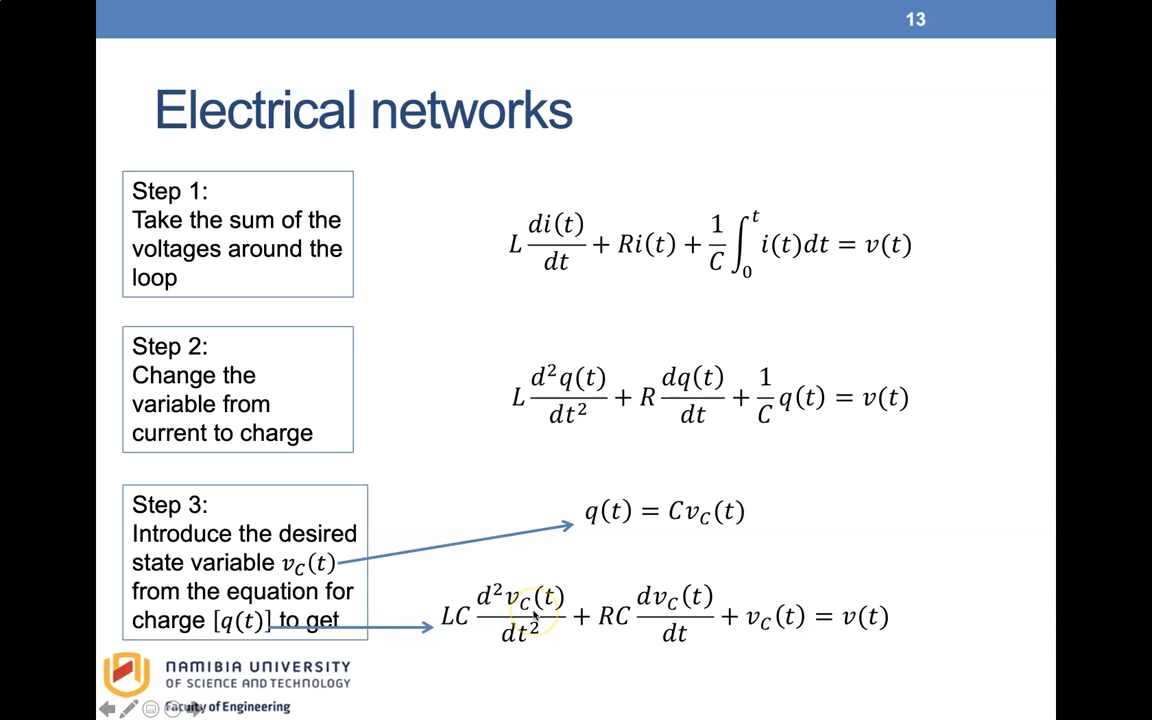 13
Electrical networks
Step 1:
Take the sum of the
voltages around the
loop
L di(t)/dt + Ri(t) + 1/C ∫₀ᵗ i(t)dt = v(t)
Step 2:
Change the
variable from
current to charge
L d²q(t)/dt² + R dq(t)/dt + 1/C q(t) = v(t)
Step 3:
Introduce the desired
state variable v_C(t)
from the equation for
charge [q(t)] to get
q(t) = Cv_C(t)
LC d²v_C(t)/dt² + RC dv_C(t)/dt + v_C(t) = v(t)
NAMIBIA UNIVERSITY
OF SCIENCE AND TECHNOLOGY
Faculty of Engineering